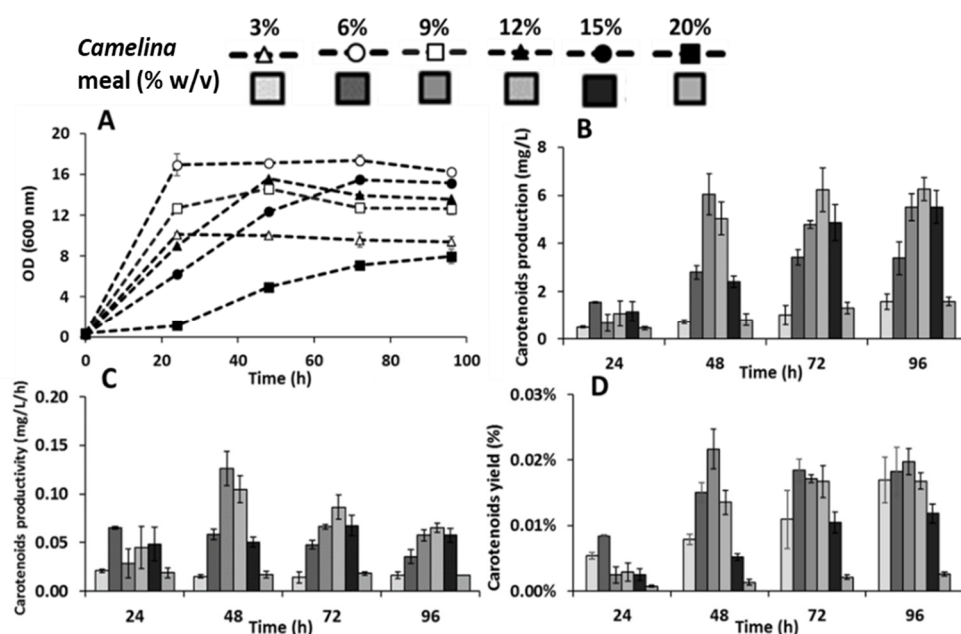 3% 6% 9% 12% 15% 20%
Camelina
meal (% w/v)
A
20
16
12
8
4
0
OD (600 nm)
0 20 40 60 80 100
Time (h)
B
8
6
4
2
0
Carotenoids production (mg/L)
24 48 72 96
Time (h)
C
0.20
0.15
0.10
0.05
0.00
Carotenoids productivity (mg/L/h)
24 48 72 96
Time (h)
D
0.03%
0.02%
0.01%
0.00%
Carotenoids yield (%)
24 48 72 96
Time (h)